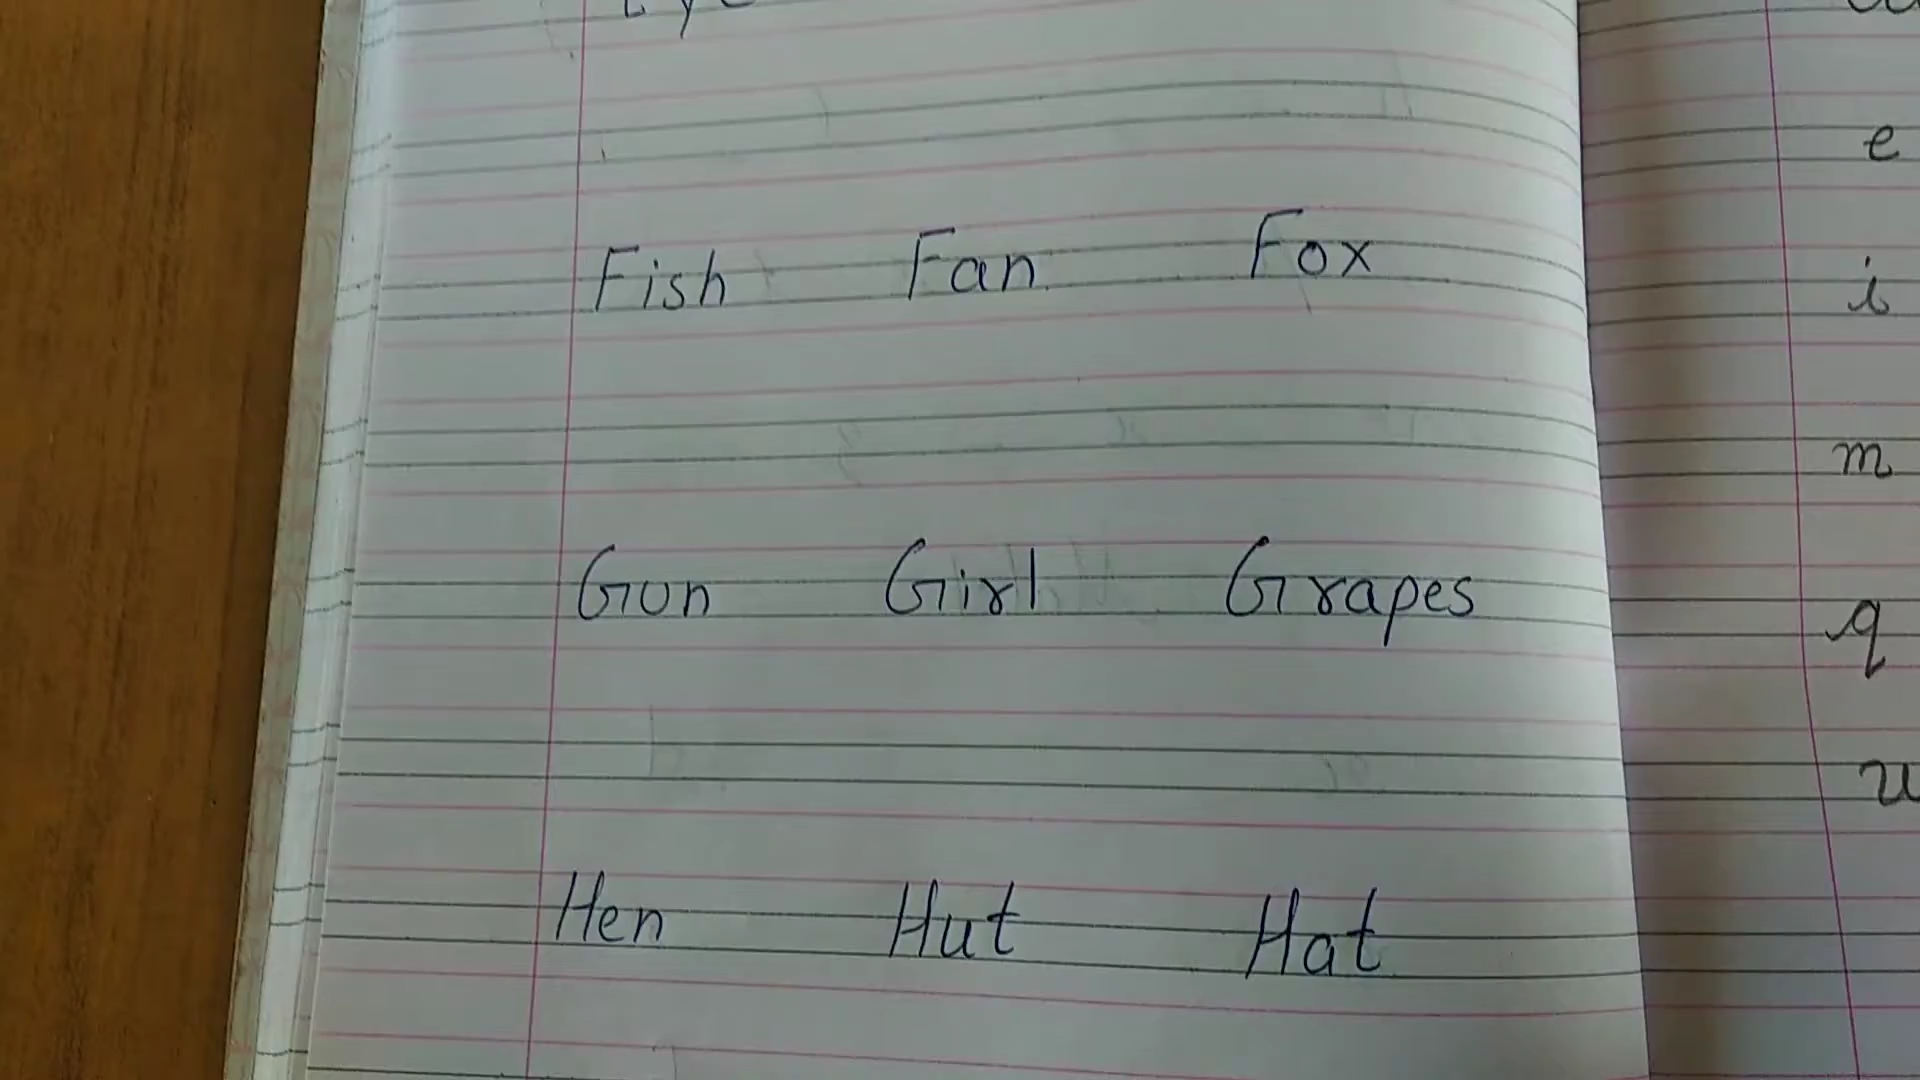 Fish Fan Fox
Gun Girl Grapes
Hen Hut Hat
e
i
m
q
u